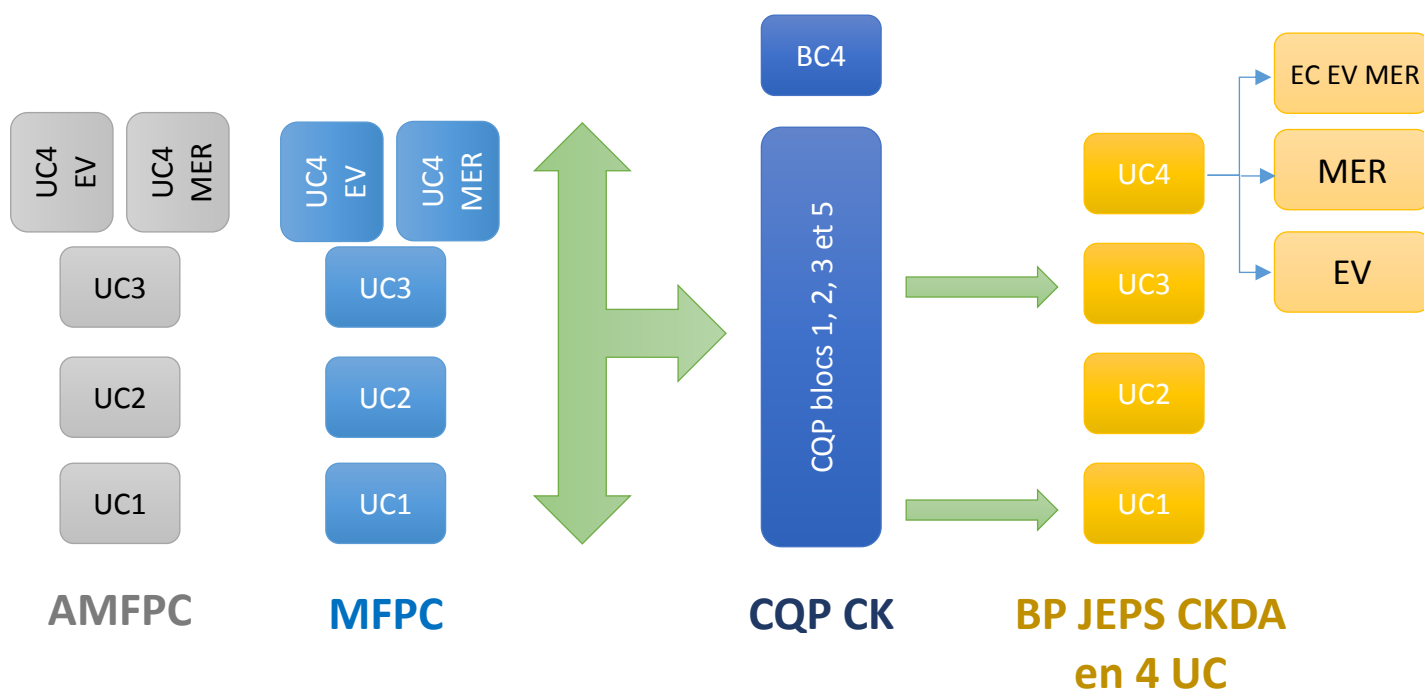 UC4
EV
UC4
MER
UC3
UC2
UC1
AMFPC
UC4
EV
UC4
MER
UC3
UC2
UC1
MFPC
BC4
CQP blocs 1, 2, 3 et 5
CQP CK
UC4
UC3
UC2
UC1
BP JEPS CKDA
en 4 UC
EC EV MER
MER
EV